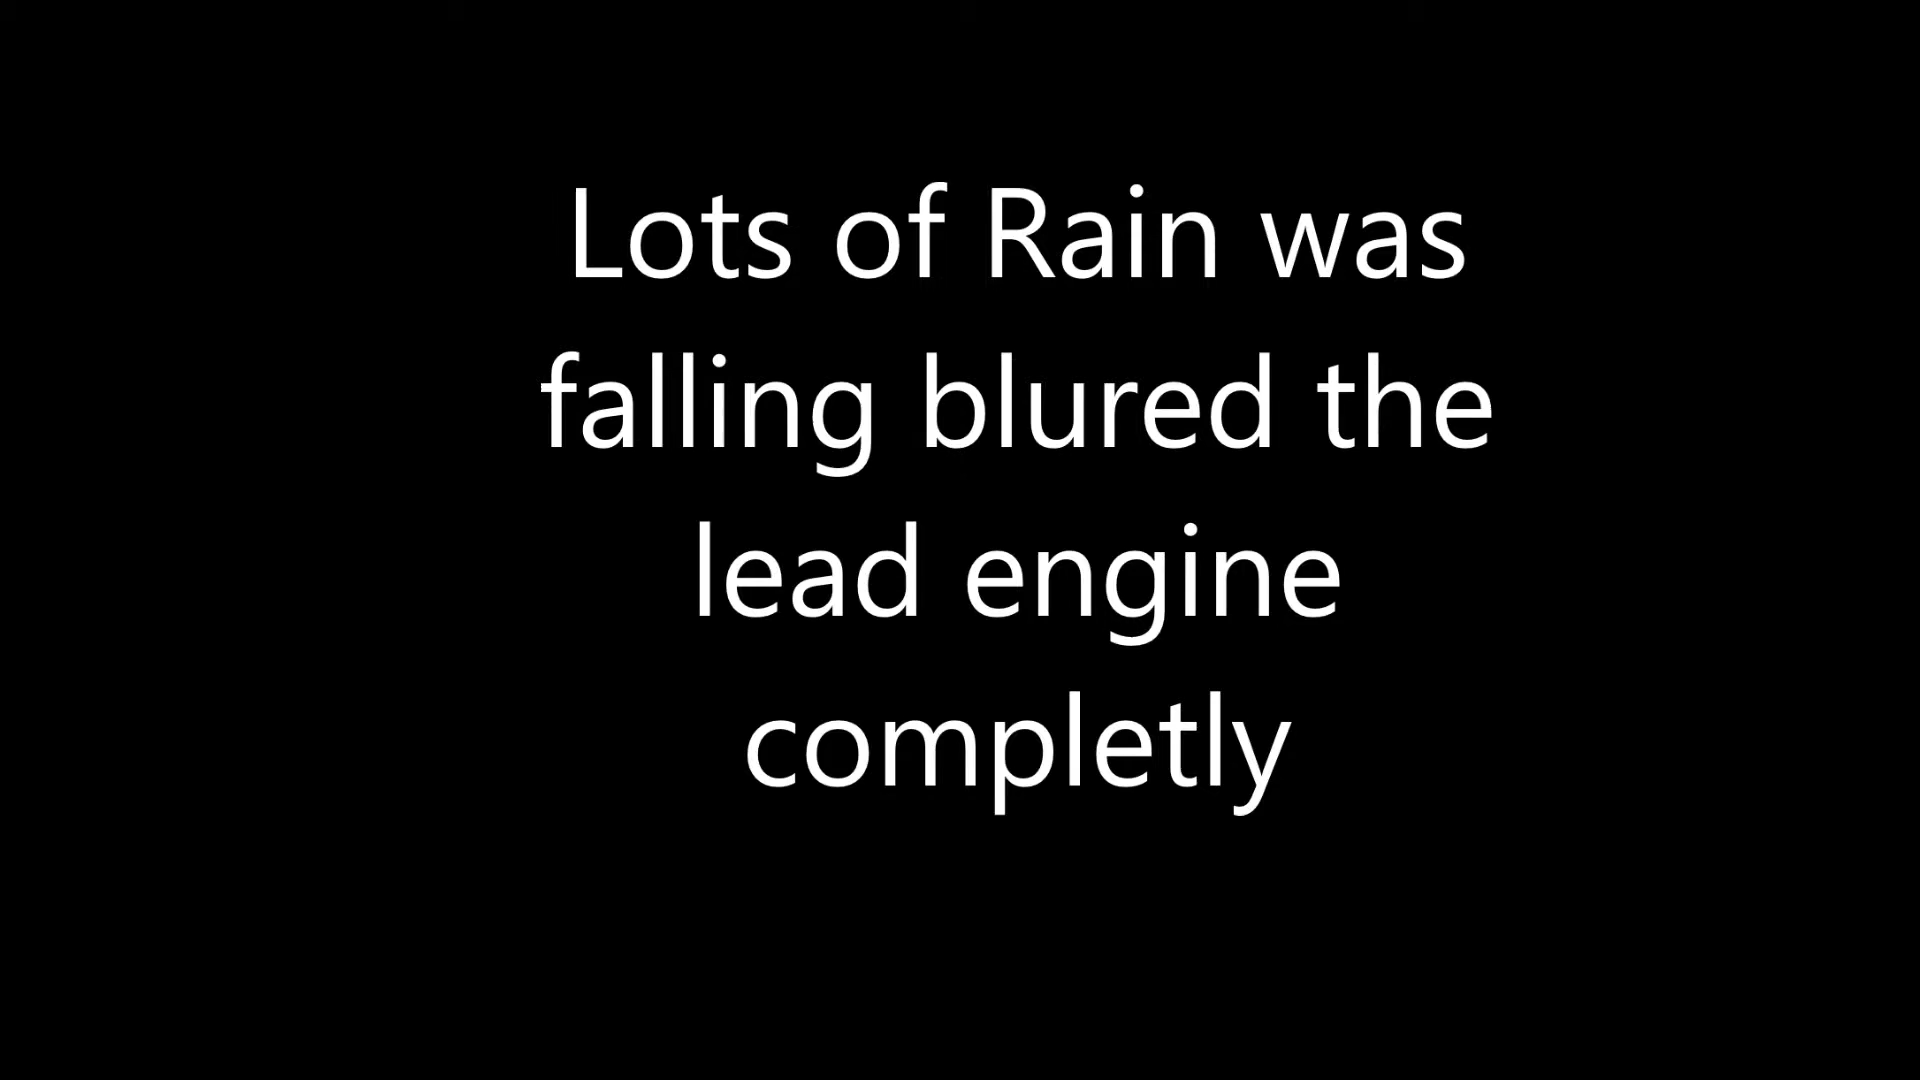 Lots of Rain was
falling blured the
lead engine
completly